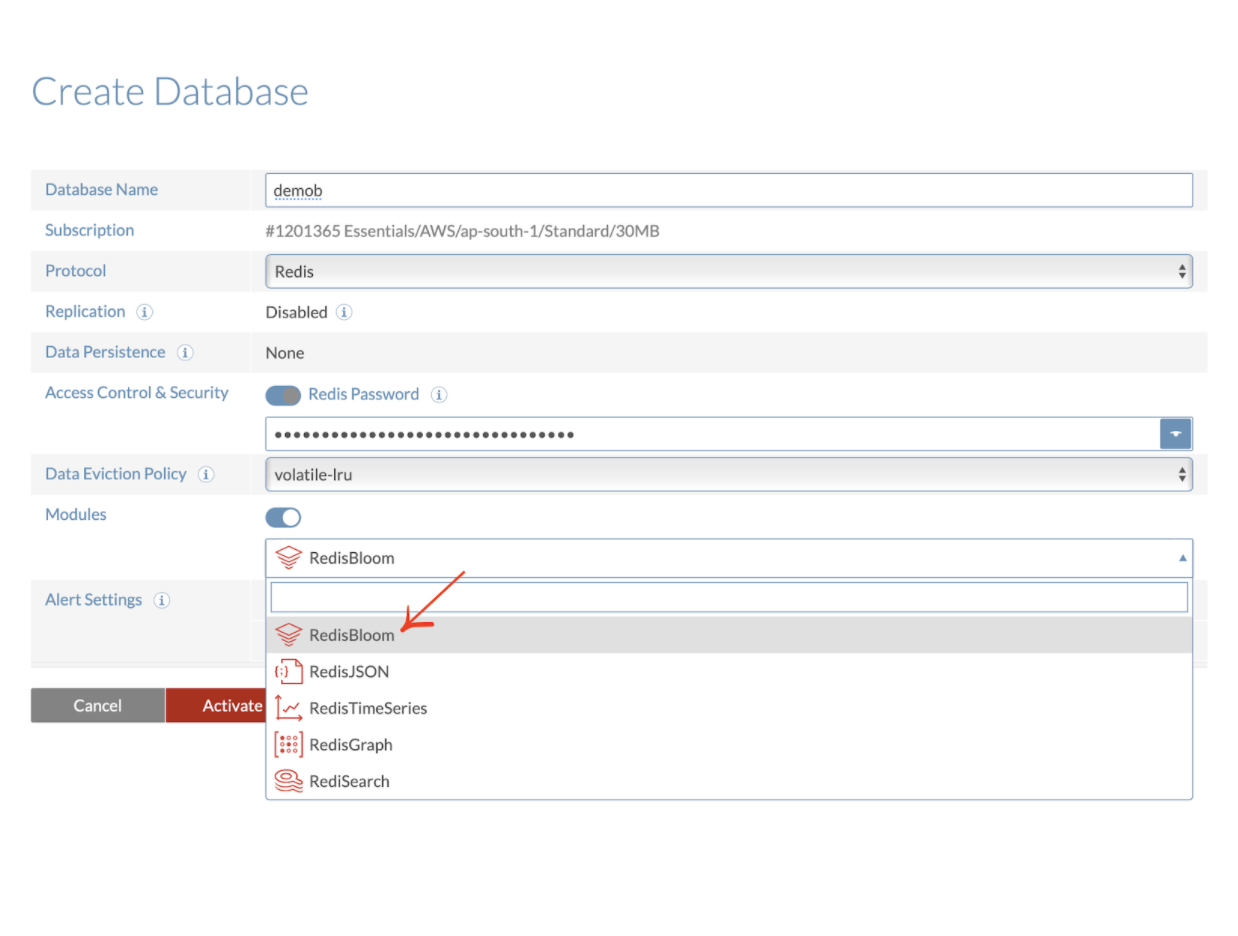 Create Database
Database Name demob
Subscription #1201365 Essentials/AWS/ap-south-1/Standard/30MB
Protocol Redis
Replication i Disabled i
Data Persistence i None
Access Control & Security Redis Password i
••••••••••••••••••••••••••••••••
Data Eviction Policy i volatile-lru
Modules
RedisBloom
Alert Settings i
RedisBloom
RedisJSON
RedisTimeSeries
RedisGraph
RediSearch
Cancel Activate